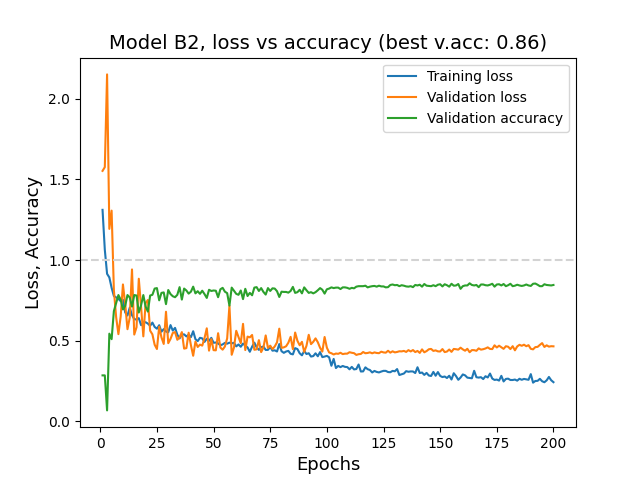 Model B2, loss vs accuracy (best v.acc: 0.86)
Training loss
Validation loss
Validation accuracy
Loss, Accuracy
2.0
1.5
1.0
0.5
0.0
0 25 50 75 100 125 150 175 200
Epochs